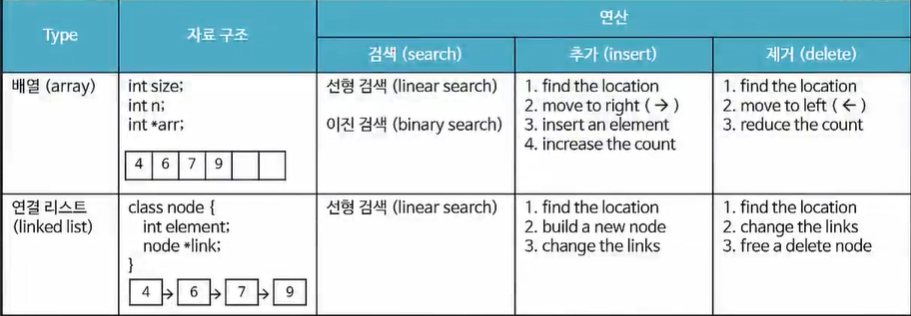 Type
자료 구조
연산
검색 (search)
추가 (insert)
제거 (delete)
배열 (array)
int size;
int n;
int *arr;
4 6 7 9
선형 검색 (linear search)
이진 검색 (binary search)
1. find the location
2. move to right (→)
3. insert an element
4. increase the count
1. find the location
2. move to left (←)
3. reduce the count
연결 리스트
(linked list)
class node {
int element;
node *link;
}
4 → 6 → 7 → 9
선형 검색 (linear search)
1. find the location
2. build a new node
3. change the links
1. find the location
2. change the links
3. free a delete node